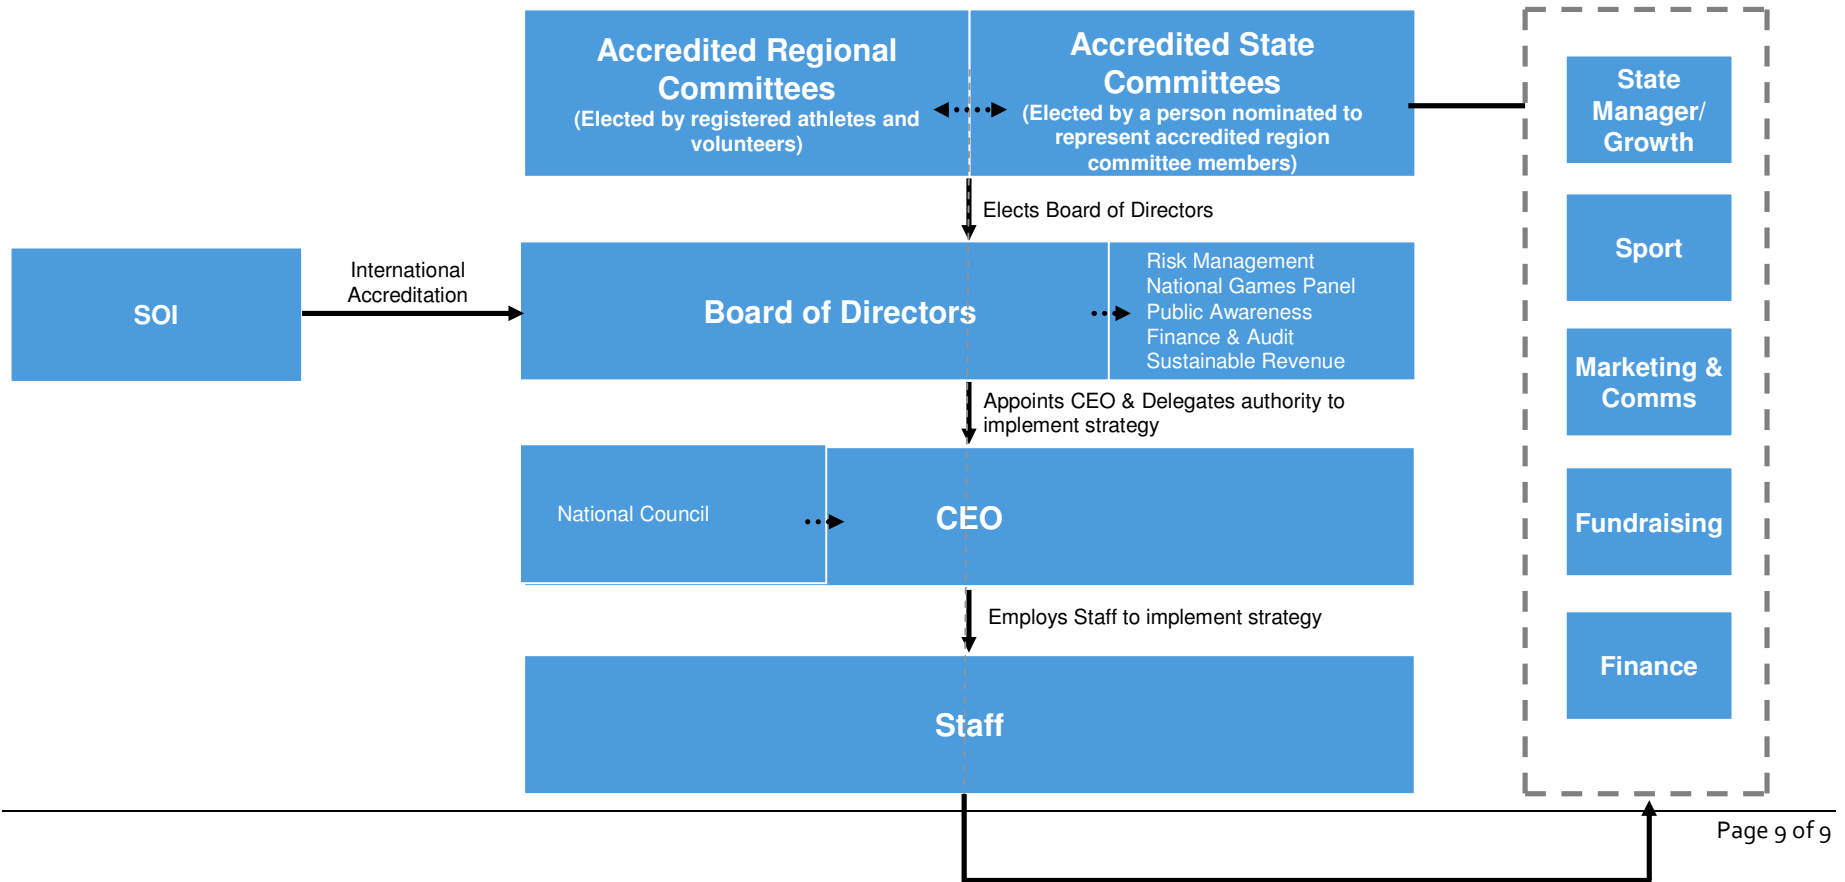 Accredited Regional
Committees
(Elected by registered athletes and
volunteers)
Accredited State
Committees
(Elected by a person nominated to
represent accredited region
committee members)
Elects Board of Directors
SOI
International
Accreditation
Board of Directors
Risk Management
National Games Panel
Public Awareness
Finance & Audit
Sustainable Revenue
Appoints CEO & Delegates authority to
implement strategy
National Council
CEO
Employs Staff to implement strategy
Staff
State
Manager/
Growth
Sport
Marketing &
Comms
Fundraising
Finance
Page 9 of 9